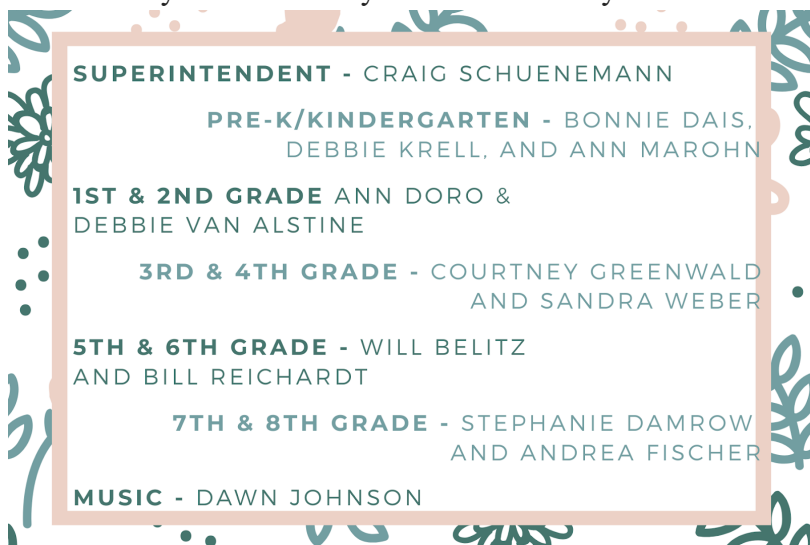 SUPERINTENDENT - CRAIG SCHUENEMANN
PRE-K/KINDERGARTEN - BONNIE DAIS,
DEBBIE KRELL, AND ANN MAROHN
1ST & 2ND GRADE ANN DORO &
DEBBIE VAN ALSTINE
3RD & 4TH GRADE - COURTNEY GREENWALD
AND SANDRA WEBER
5TH & 6TH GRADE - WILL BELITZ
AND BILL REICHARDT
7TH & 8TH GRADE - STEPHANIE DAMROW
AND ANDREA FISCHER
MUSIC - DAWN JOHNSON